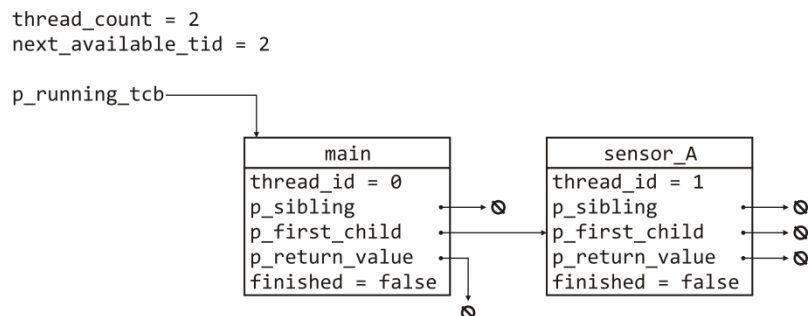 thread_count = 2
next_available_tid = 2
p_running_tcb
main
thread_id = 0
p_sibling
Ø
p_first_child
p_return_value
finished = false
Ø
sensor_A
thread_id = 1
p_sibling
Ø
p_first_child
Ø
p_return_value
Ø
finished = false